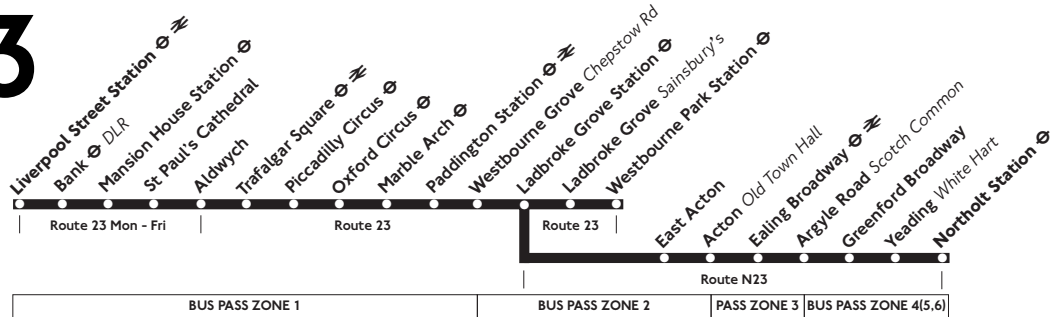 3
Liverpool Street Station
Bank DLR
Mansion House Station
St Paul's Cathedral
Aldwych
Trafalgar Square
Piccadilly Circus
Oxford Circus
Marble Arch
Paddington Station
Westbourne Grove Chepstow Rd
Ladbroke Grove Station
Ladbroke Grove Sainsbury's
Westbourne Park Station
East Acton
Acton Old Town Hall
Ealing Broadway
Argyle Road Scotch Common
Greenford Broadway
Yeading White Hart
Northolt Station
Route 23 Mon - Fri
Route 23
Route 23
Route N23
BUS PASS ZONE 1
BUS PASS ZONE 2
PASS ZONE 3
BUS PASS ZONE 4(5,6)